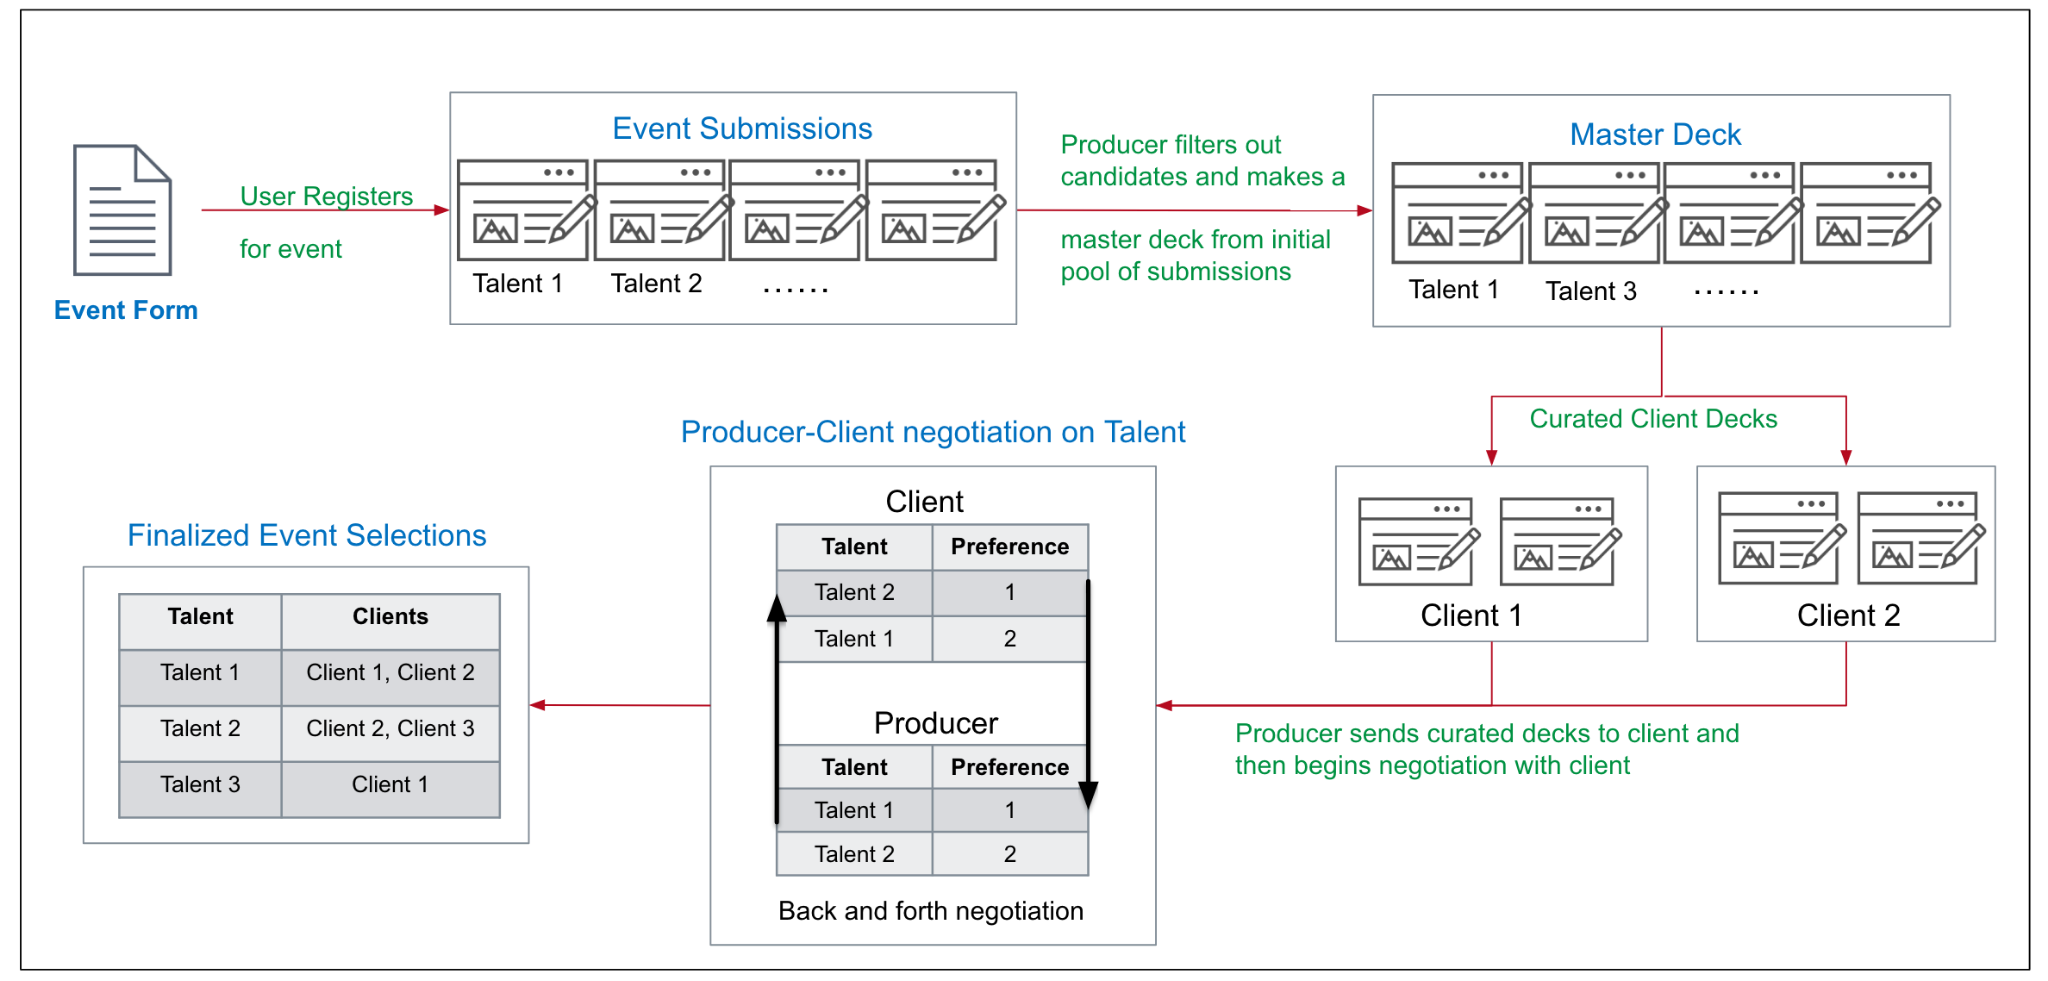 Event Form
User Registers
for event
Event Submissions
Talent 1
Talent 2
......
Producer filters out
candidates and makes a
master deck from initial
pool of submissions
Master Deck
Talent 1
Talent 3
......
Curated Client Decks
Client 1
Client 2
Producer sends curated decks to client and
then begins negotiation with client
Producer-Client negotiation on Talent
Client
Talent Preference
Talent 2 1
Talent 1 2
Producer
Talent Preference
Talent 1 1
Talent 2 2
Back and forth negotiation
Finalized Event Selections
Talent Clients
Talent 1 Client 1, Client 2
Talent 2 Client 2, Client 3
Talent 3 Client 1